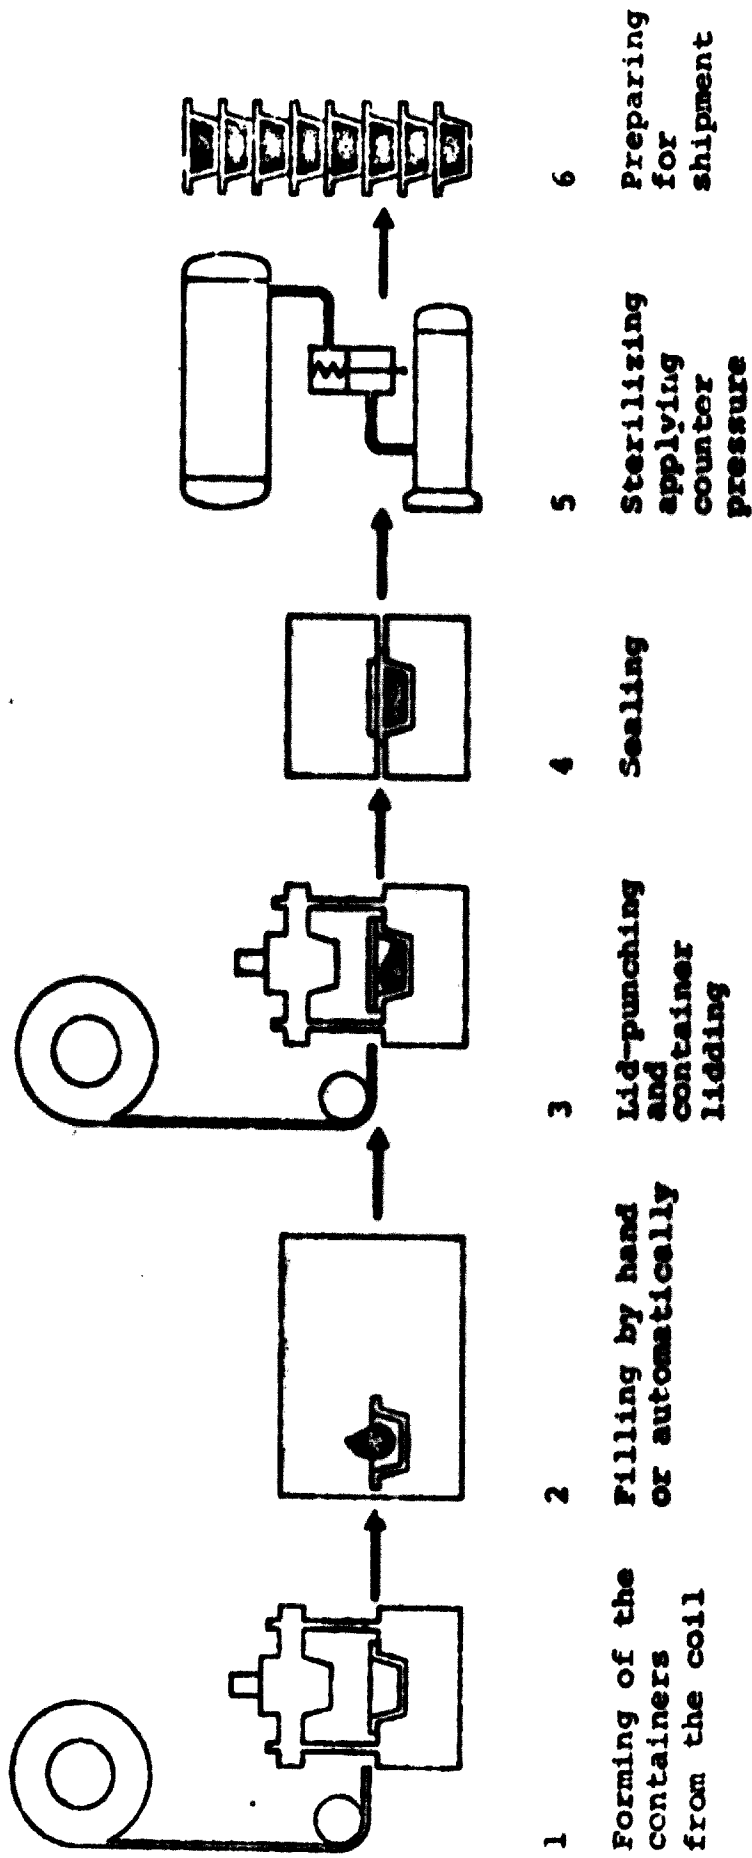 1
Forming of the
containers
from the coil
2
Filling by hand
or automatically
3
Lid-punching
and
container
lidding
4
Sealing
5
Sterilizing
applying
counter
pressure
6
Preparing
for
shipment